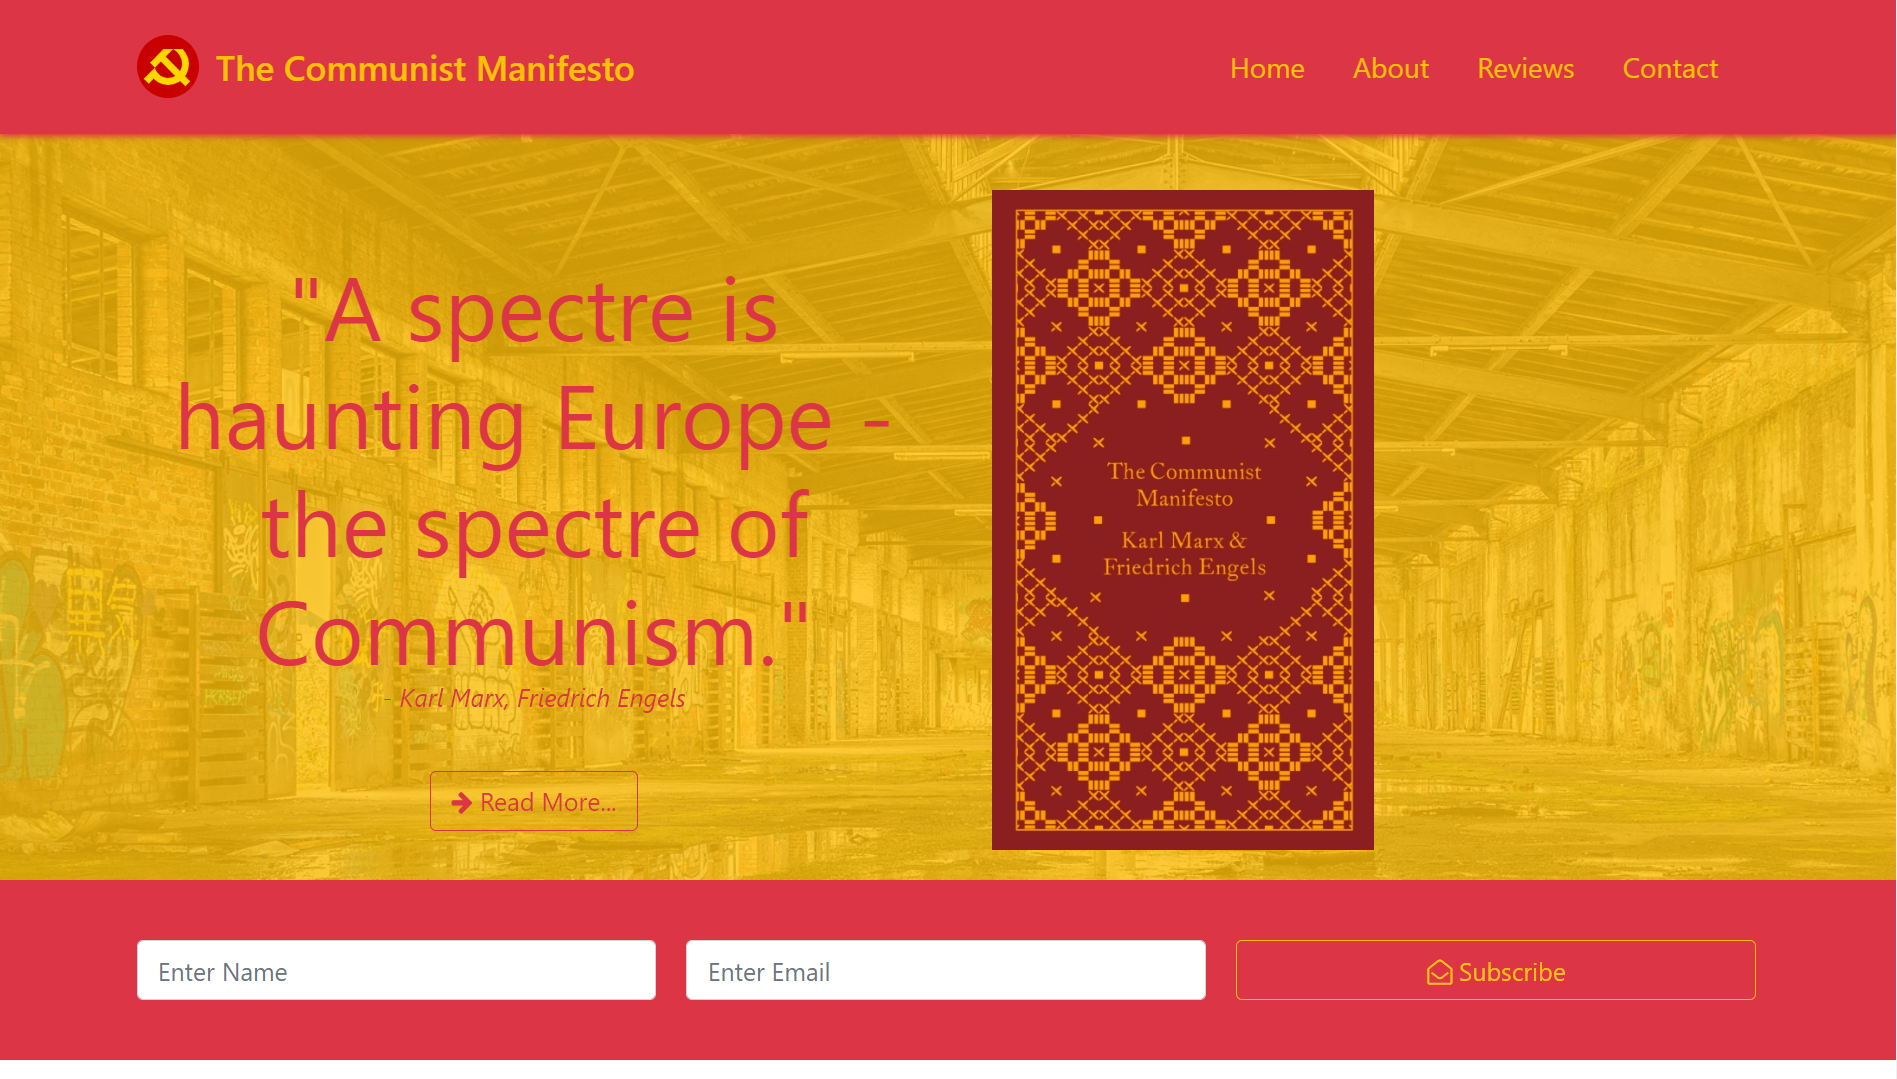 The Communist Manifesto
Home
About
Reviews
Contact
"A spectre is
haunting Europe -
the spectre of
Communism."
- Karl Marx, Friedrich Engels
Read More...
The Communist
Manifesto
Karl Marx &
Friedrich Engels
Enter Name
Enter Email
Subscribe